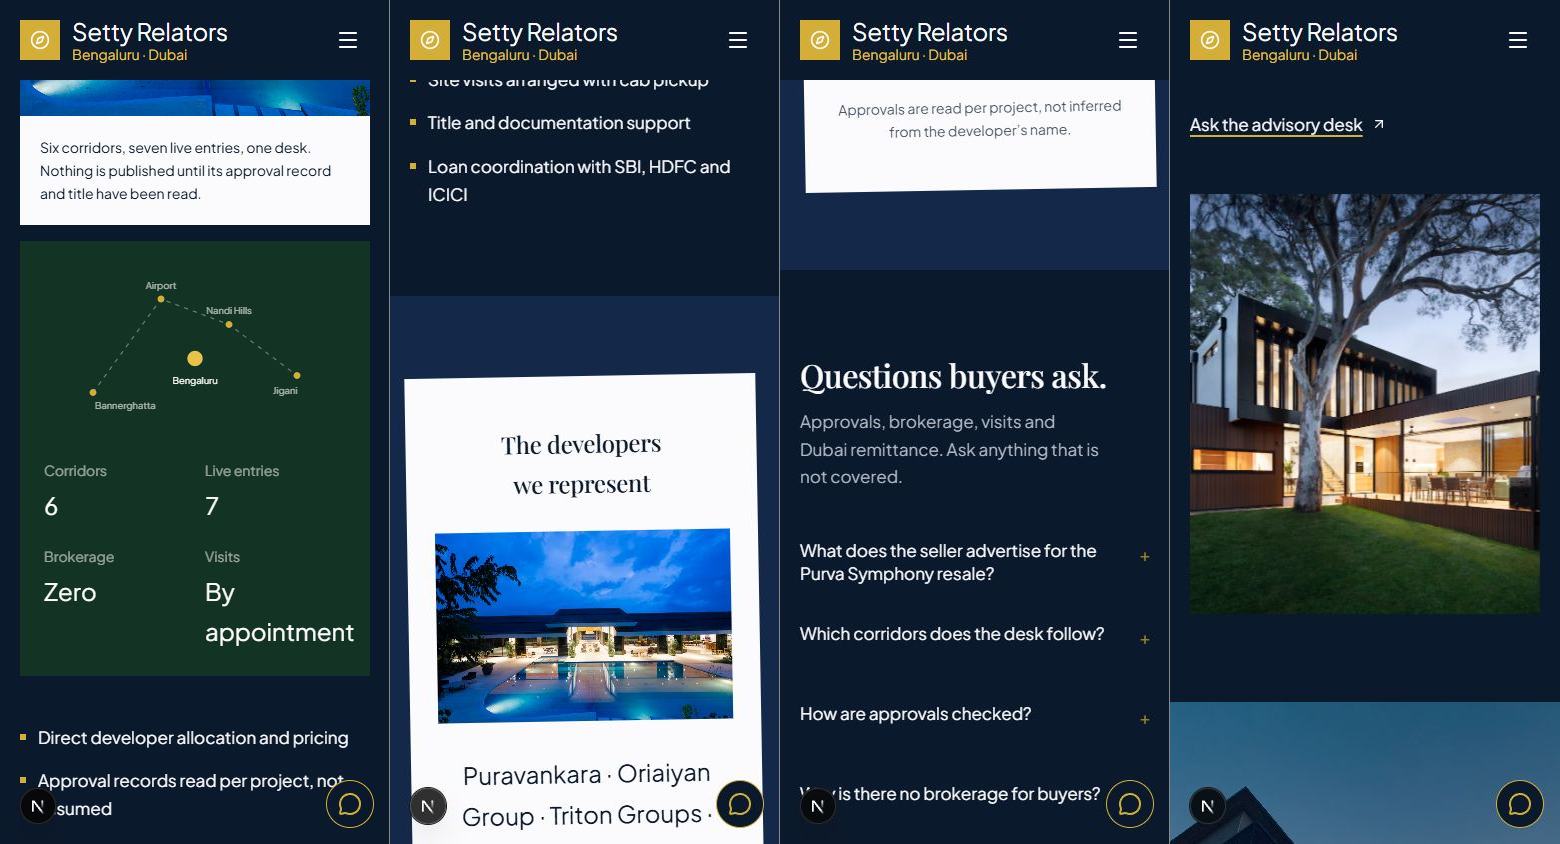 Setty Relators
Bengaluru · Dubai
Six corridors, seven live entries, one desk.
Nothing is published until its approval record
and title have been read.
Airport
Nandi Hills
Bengaluru
Jigani
Bannerghatta
Corridors
6
Live entries
7
Brokerage
Zero
Visits
By
appointment
Direct developer allocation and pricing
Approval records read per project, not
sumed
N
Setty Relators
Bengaluru · Dubai
Site visits arranged with cab pickup
Title and documentation support
Loan coordination with SBI, HDFC and
ICICI
The developers
we represent
Puravankara · Oriaiyan
Group · Triton Groups ·
N
Setty Relators
Bengaluru · Dubai
Approvals are read per project, not inferred
from the developer's name.
Questions buyers ask.
Approvals, brokerage, visits and
Dubai remittance. Ask anything that is
not covered.
What does the seller advertise for the
Purva Symphony resale?
+
Which corridors does the desk follow?
+
How are approvals checked?
+
is there no brokerage for buyers?
N
Setty Relators
Bengaluru · Dubai
Ask the advisory desk
N